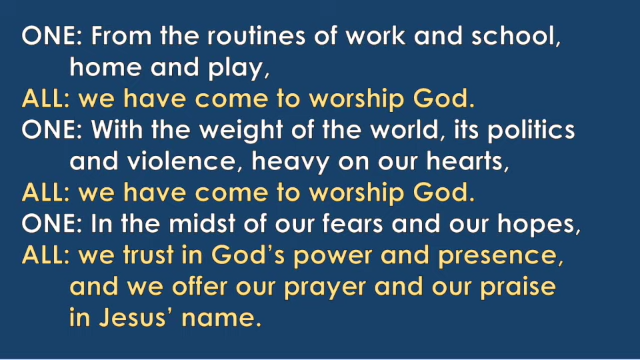 ONE: From the routines of work and school,
home and play,
ALL: we have come to worship God.
ONE: With the weight of the world, its politics
and violence, heavy on our hearts,
ALL: we have come to worship God.
ONE: In the midst of our fears and our hopes,
ALL: we trust in God’s power and presence,
and we offer our prayer and our praise
in Jesus’ name.